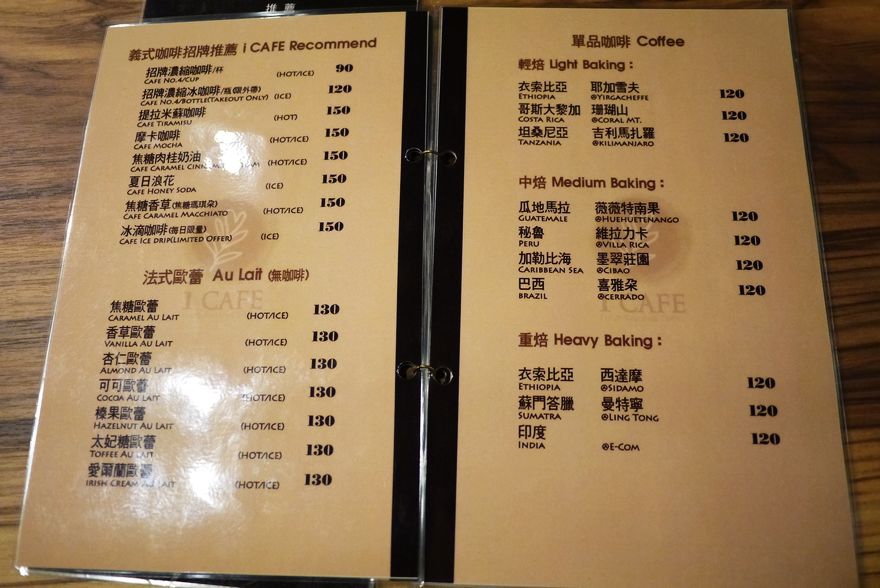 推薦
義式咖啡招牌推薦 i CAFE Recommend
招牌濃縮咖啡/杯 90
CAFE NO.4/CUP (HOT/ICE)
招牌濃縮冰咖啡/瓶(限外帶) 120
CAFE NO.4/BOTTLE(TAKEOUT ONLY) (ICE)
提拉米蘇咖啡 150
CAFE TIRAMISU (HOT)
摩卡咖啡 150
CAFE MOCHA (HOT/ICE)
焦糖肉桂奶油 150
CAFE CARAMEL (HOT/ICE)
夏日浪花 150
CAFE HONEY SODA (ICE)
焦糖香草(焦糖瑪琪朵) 150
CAFE CARAMEL MACCHIATO (HOT/ICE)
冰滴咖啡(每日限量) 150
CAFE ICE DRIP(LIMITED OFFER) (ICE)
法式歐蕾 Au Lait (無咖啡)
I CAFE
焦糖歐蕾 130
CARAMEL AU LAIT (HOT/ICE)
香草歐蕾 130
VANILLA AU LAIT (HOT/ICE)
杏仁歐蕾 130
ALMOND AU LAIT (HOT/ICE)
可可歐蕾 130
COCOA AU LAIT (HOT/ICE)
榛果歐蕾 130
HAZELNUT AU LAIT (HOT/ICE)
太妃糖歐蕾 130
TOFFEE AU LAIT (HOT/ICE)
愛爾蘭歐蕾 130
IRISH CREAM AU LAIT (HOT/ICE)
單品咖啡 Coffee
輕焙 Light Baking：
衣索比亞 耶加雪夫 120
ETHIOPIA @YIRGACHEFFE
哥斯大黎加 珊瑚山 120
COSTA RICA @CORAL MT.
坦桑尼亞 吉利馬扎羅 120
TANZANIA @KILIMANJARO
中焙 Medium Baking：
瓜地馬拉 薇薇特南果 120
GUATEMALE @HUEHUETENANGO
秘魯 維拉力卡 120
PERU @VILLA RICA
加勒比海 墨翠莊園 120
CARIBBEAN SEA @CIBAO
巴西 喜雅朶 120
BRAZIL @CERRADO
I CAFE
重焙 Heavy Baking：
衣索比亞 西達摩 120
ETHIOPIA @SIDAMO
蘇門答臘 曼特寧 120
SUMATRA @LING TONG
印度 120
INDIA @E-COM